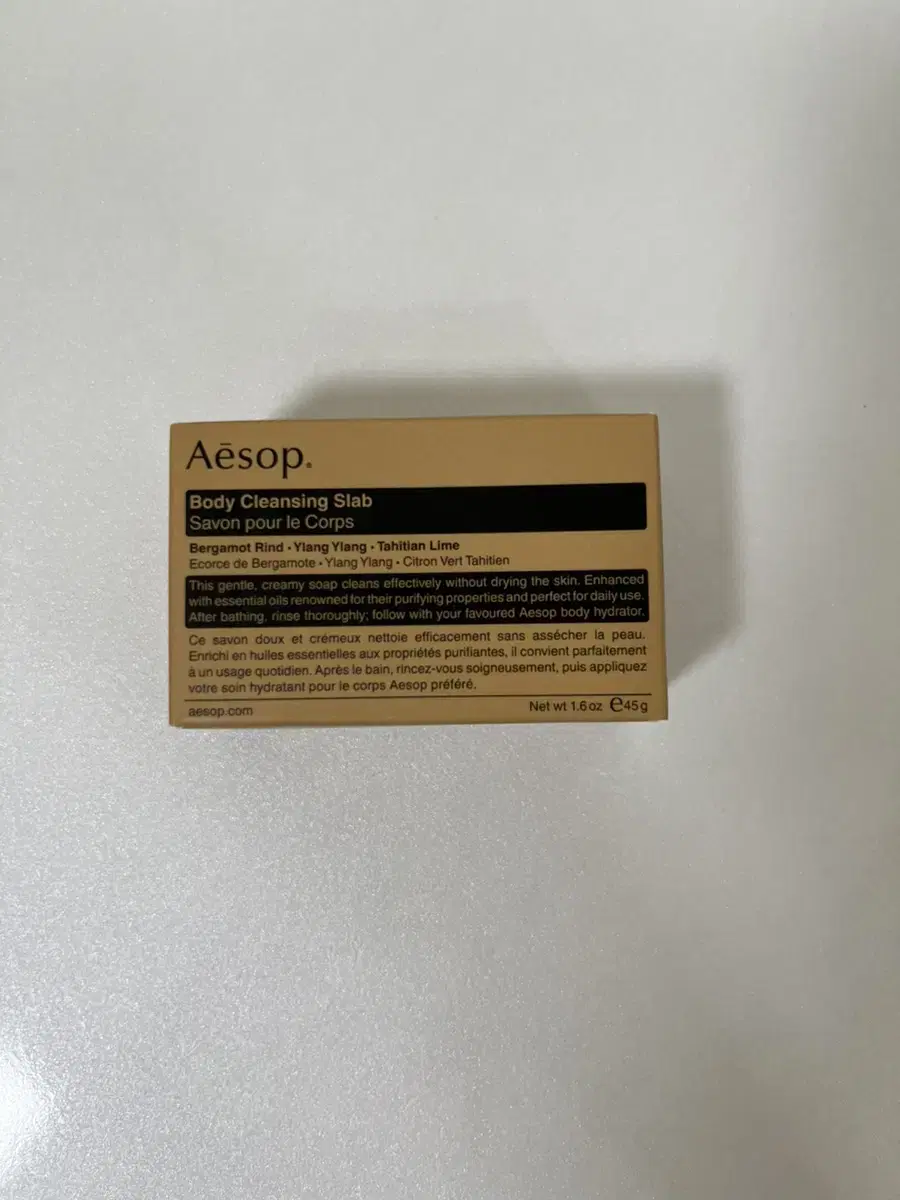 Aēsop.
Body Cleansing Slab
Savon pour le Corps
Bergamot Rind • Ylang Ylang • Tahitian Lime
Ecorce de Bergamote • Ylang Ylang • Citron Vert Tahitien
This gentle, creamy soap cleans effectively without drying the skin. Enhanced
with essential oils renowned for their purifying properties and perfect for daily use.
After bathing, rinse thoroughly; follow with your favoured Aesop body hydrator.
Ce savon doux et crémeux nettoie efficacement sans assécher la peau.
Enrichi en huiles essentielles aux propriétés purifiantes, il convient parfaitement
à un usage quotidien. Après le bain, rincez-vous soigneusement, puis appliquez
votre soin hydratant pour le corps Aesop préféré.
aesop.com Net wt 1.6 oz ℮45 g